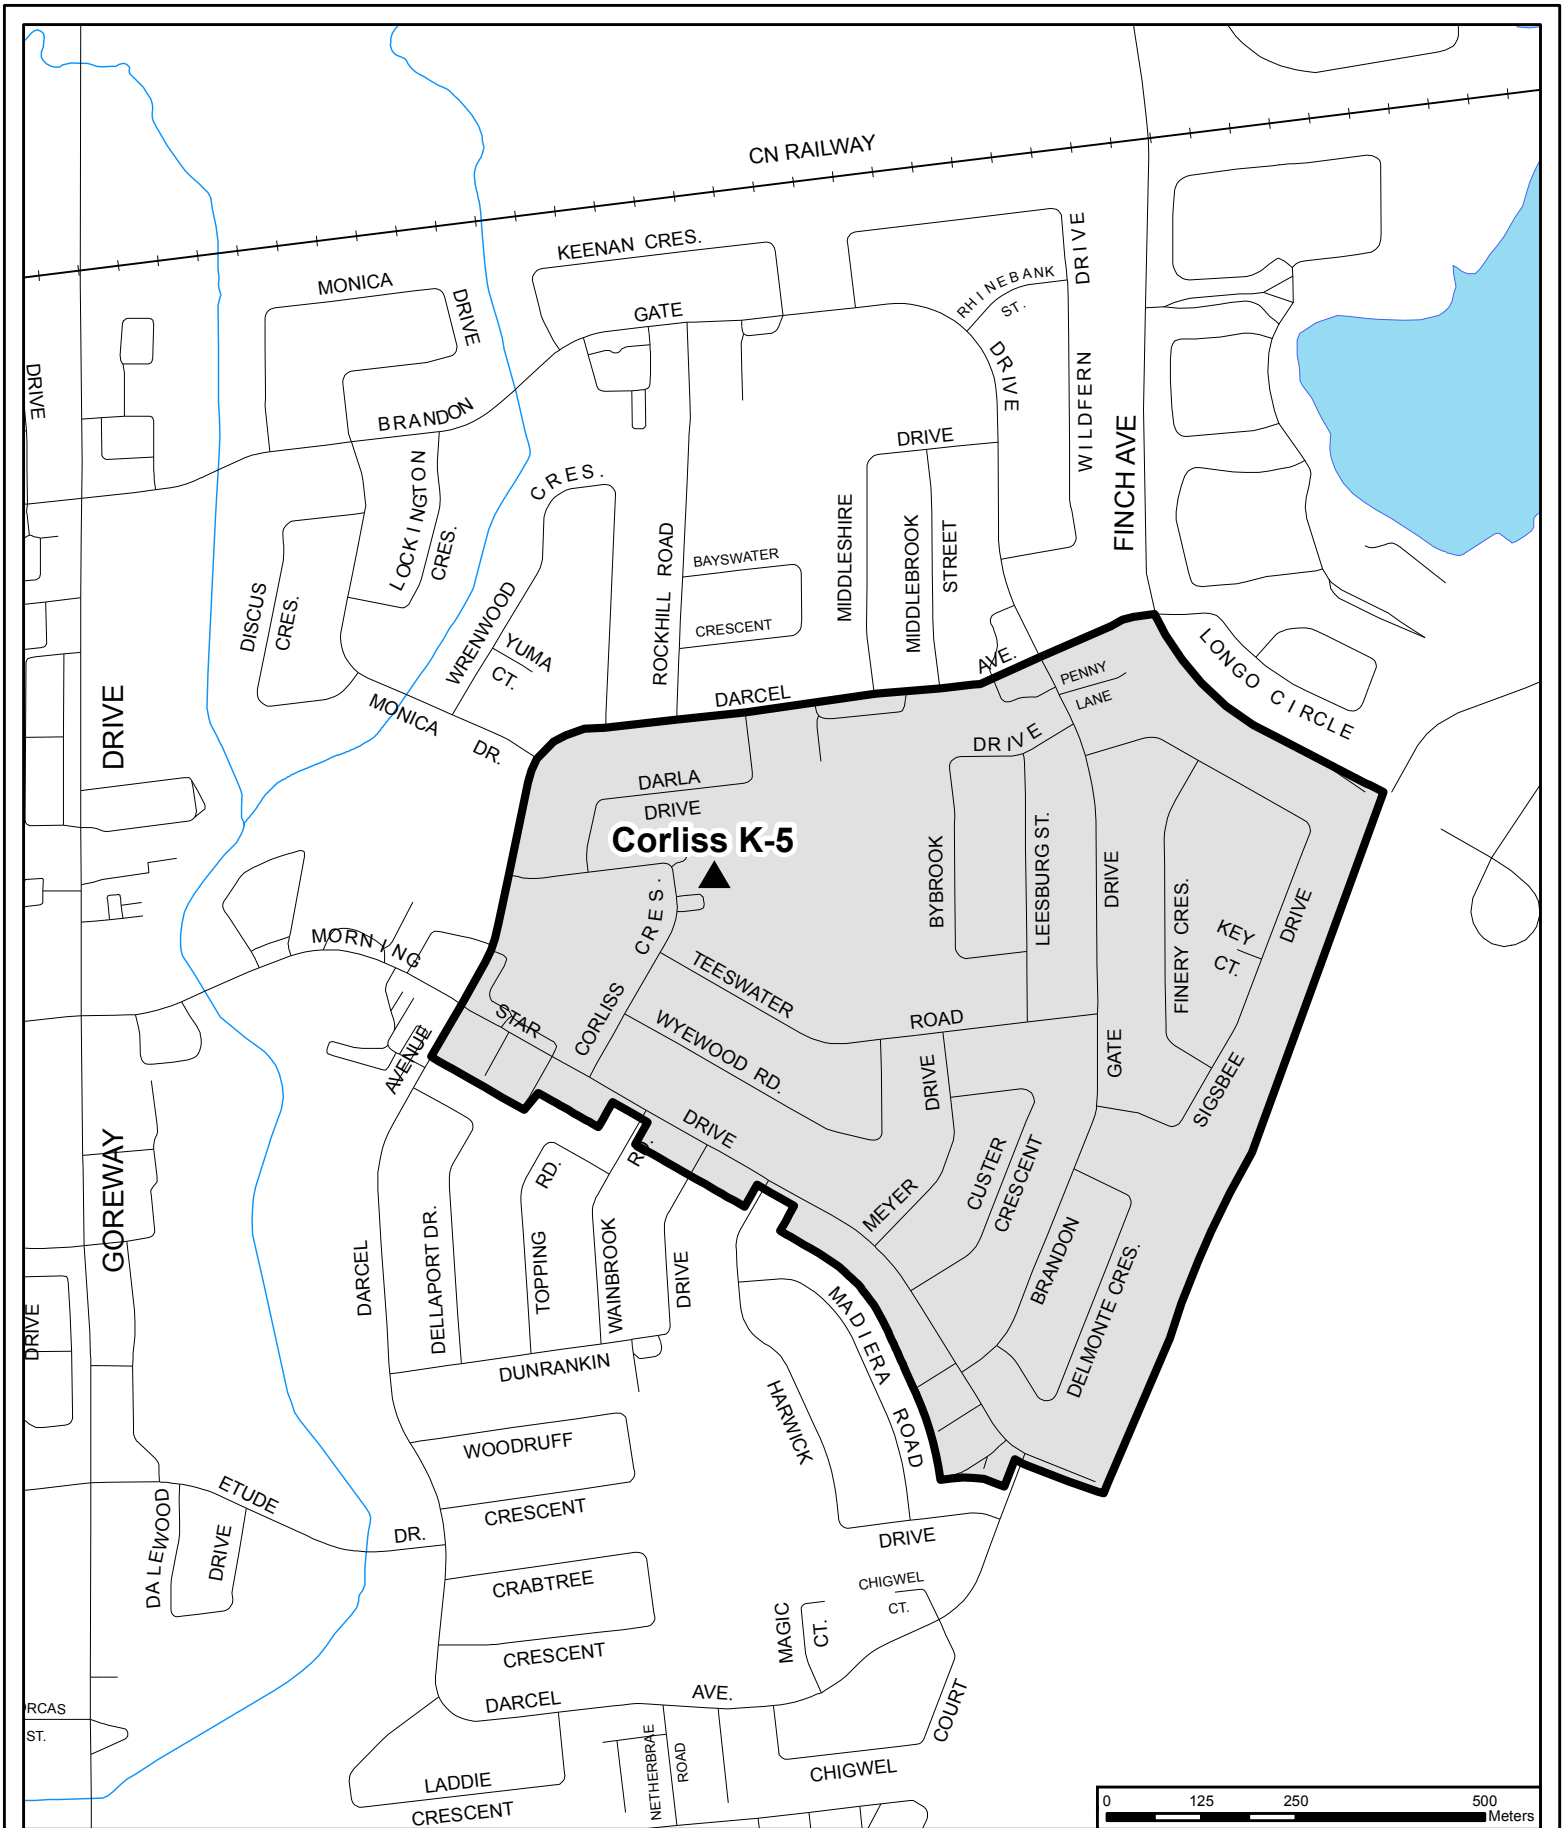 CN RAILWAY
KEENAN CRES.
DRIVE
MONICA
DRIVE
RHINEBANK
ST.
GATE
DRIVE
DRIVE
WILDFERN
BRANDON
FINCH AVE
DRIVE
LOCKINGTON
CRES.
CRES.
ROCKHILL ROAD
MIDDLESHIRE
MIDDLEBROOK
STREET
BAYSWATER
CRESCENT
DISCUS
CRES.
WRENWOOD
YUMA
CT.
MONICA
DR.
DARCEL
AVE.
PENNY
LANE
LONGO CIRCLE
DRIVE
DRIVE
DARLA
DRIVE
Corliss K-5
BYBROOK
LEESBURG ST.
DRIVE
FINERY CRES.
KEY
CT.
DRIVE
MORNING
STAR
CRES.
CORLISS
TEESWATER
ROAD
WYEWOOD RD.
DRIVE
GATE
SIGSBEE
AVENUE
DRIVE
GOREWAY
RD.
RD.
MEYER
CUSTER
CRESCENT
BRANDON
DELMONTE CRES.
DARCEL
DELLAPORT DR.
TOPPING
WAINBROOK
DRIVE
DRIVE
MADIERA ROAD
DUNRANKIN
HARWICK
WOODRUFF
CRESCENT
ETUDE
DR.
DALEWOOD
DRIVE
DRIVE
CRABTREE
CRESCENT
CHIGWEL
CT.
MAGIC
CT.
DARCEL
AVE.
COURT
ORCAS
ST.
NETHERBRAE
ROAD
CHIGWEL
LADDIE
CRESCENT
0 125 250 500
Meters